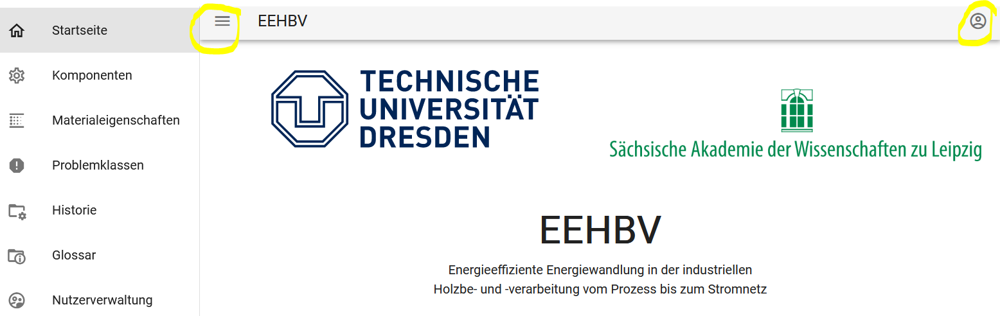 Startseite
EEHBV
Komponenten
Materialeigenschaften
Problemklassen
Historie
Glossar
Nutzerverwaltung
TECHNISCHE
UNIVERSITÄT
DRESDEN
Sächsische Akademie der Wissenschaften zu Leipzig
EEHBV
Energieeffiziente Energiewandlung in der industriellen
Holzbe- und -verarbeitung vom Prozess bis zum Stromnetz